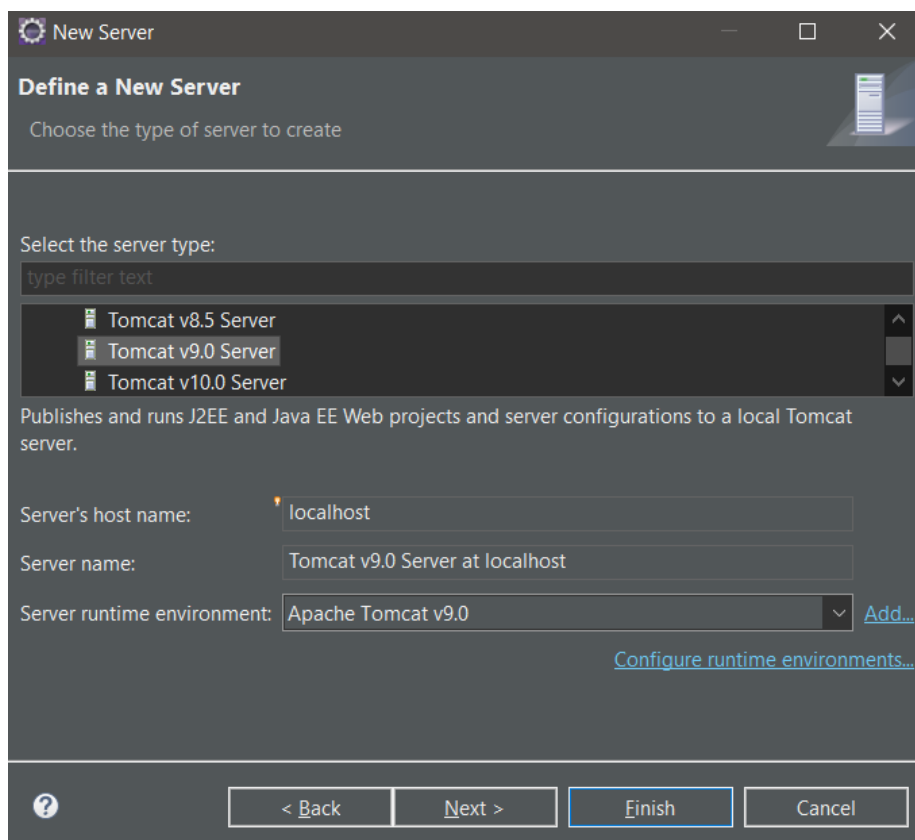 New Server
Define a New Server
Choose the type of server to create
Select the server type:
type filter text
Tomcat v8.5 Server
Tomcat v9.0 Server
Tomcat v10.0 Server
Publishes and runs J2EE and Java EE Web projects and server configurations to a local Tomcat
server.
Server's host name: localhost
Server name: Tomcat v9.0 Server at localhost
Server runtime environment: Apache Tomcat v9.0 Add...
Configure runtime environments...
? < Back Next > Finish Cancel